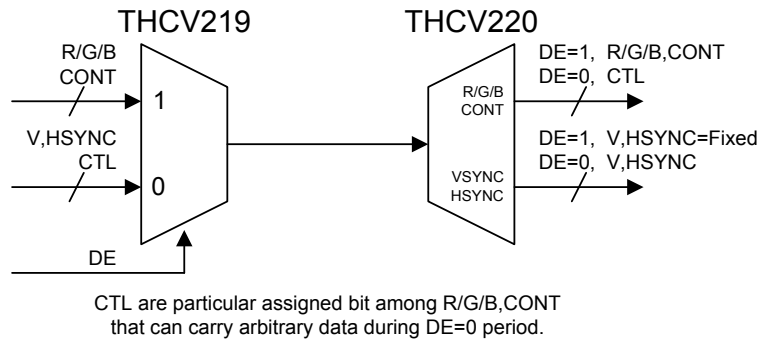 THCV219
THCV220
R/G/B
CONT
1
V,HSYNC
CTL
0
DE
R/G/B
CONT
VSYNC
HSYNC
DE=1, R/G/B,CONT
DE=0, CTL
DE=1, V,HSYNC=Fixed
DE=0, V,HSYNC
CTL are particular assigned bit among R/G/B,CONT
that can carry arbitrary data during DE=0 period.